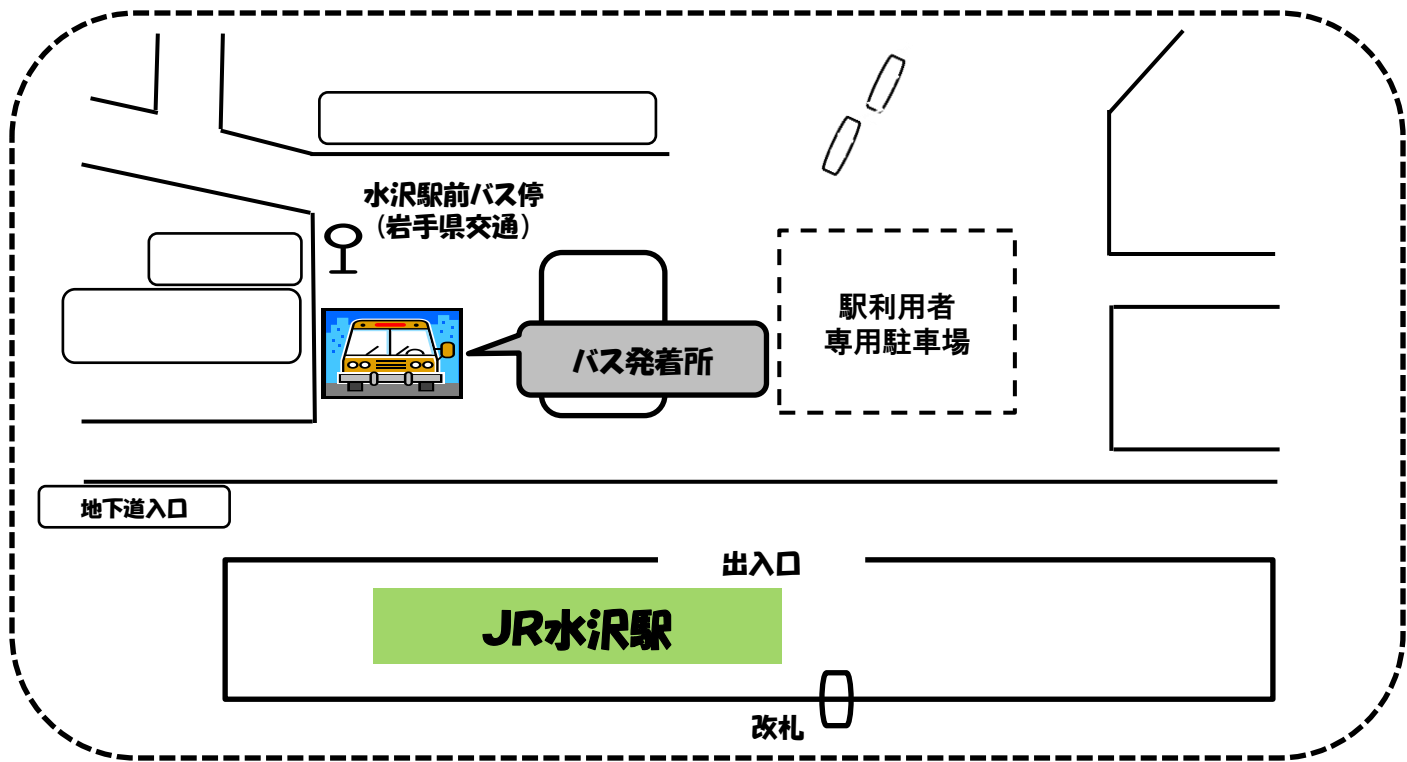 水沢駅前バス停
（岩手県交通）
バス発着所
駅利用者
専用駐車場
地下道入口
出入口
JR水沢駅
改札